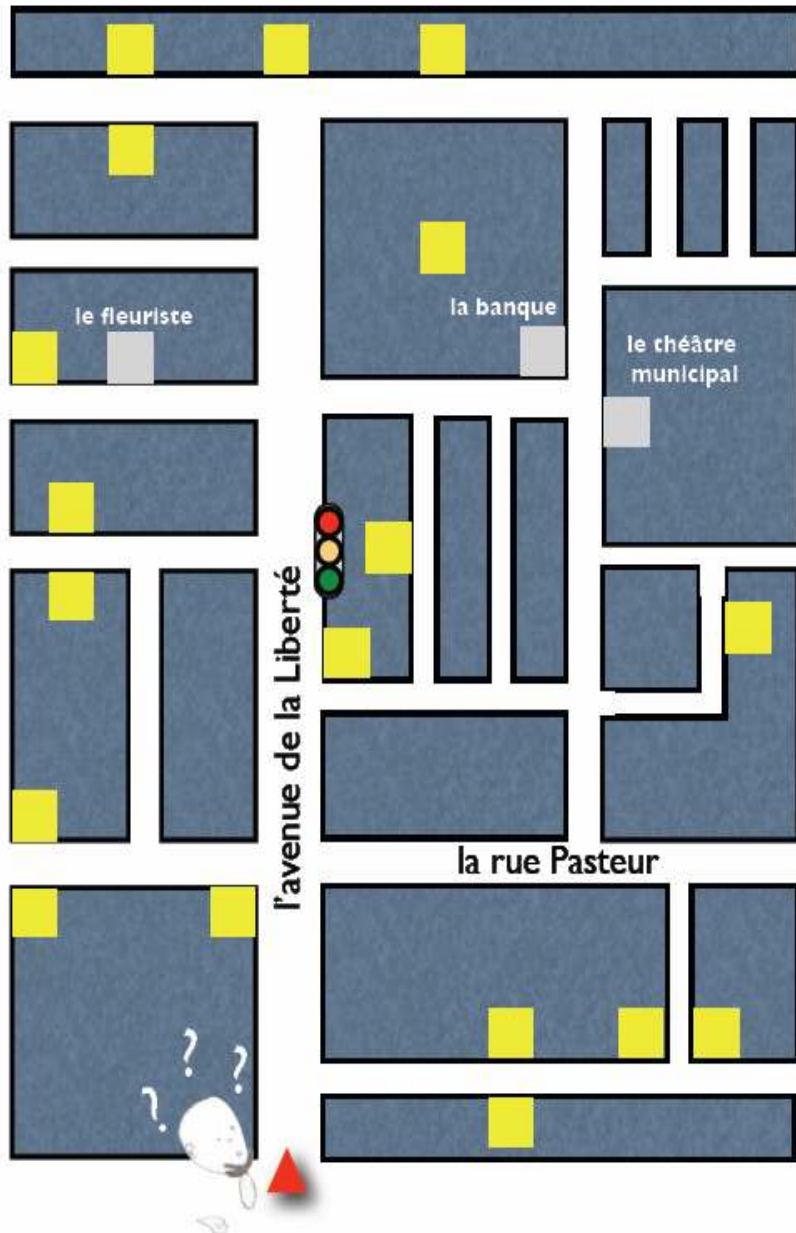 le fleuriste
la banque
le théâtre
municipal
l'avenue de la Liberté
la rue Pasteur
? ? ?